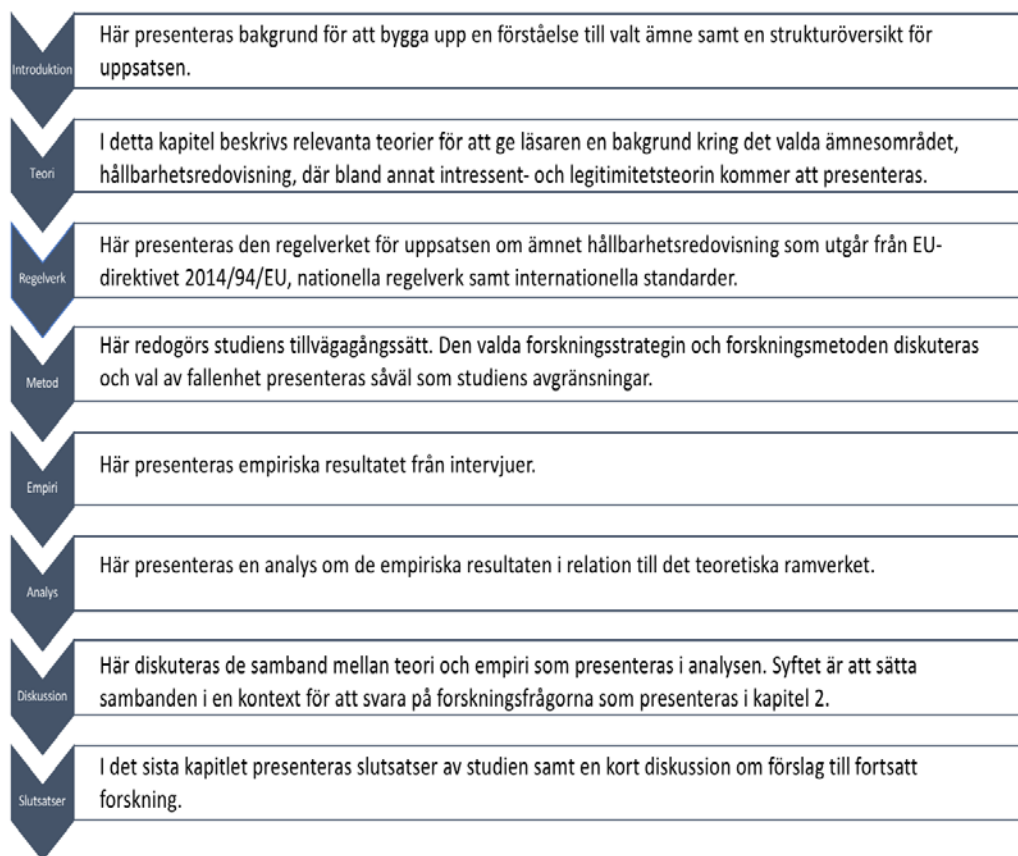 Introduktion
Här presenteras bakgrund för att bygga upp en förståelse till valt ämne samt en strukturöversikt för
uppsatsen.
Teori
I detta kapitel beskrivs relevanta teorier för att ge läsaren en bakgrund kring det valda ämnesområdet,
hållbarhetsredovisning, där bland annat intressent- och legitimitetsteorin kommer att presenteras.
Regelverk
Här presenteras den regelverket för uppsatsen om ämnet hållbarhetsredovisning som utgår från EU-
direktivet 2014/94/EU, nationella regelverk samt internationella standarder.
Metod
Här redogörs studiens tillvägagångssätt. Den valda forskningsstrategin och forskningsmetoden diskuteras
och val av fallenhet presenteras såväl som studiens avgränsningar.
Empiri
Här presenteras empiriska resultatet från intervjuer.
Analys
Här presenteras en analys om de empiriska resultaten i relation till det teoretiska ramverket.
Diskussion
Här diskuteras de samband mellan teori och empiri som presenteras i analysen. Syftet är att sätta
sambanden i en kontext för att svara på forskningsfrågorna som presenteras i kapitel 2.
Slutsatser
I det sista kapitlet presenteras slutsatser av studien samt en kort diskussion om förslag till fortsatt
forskning.